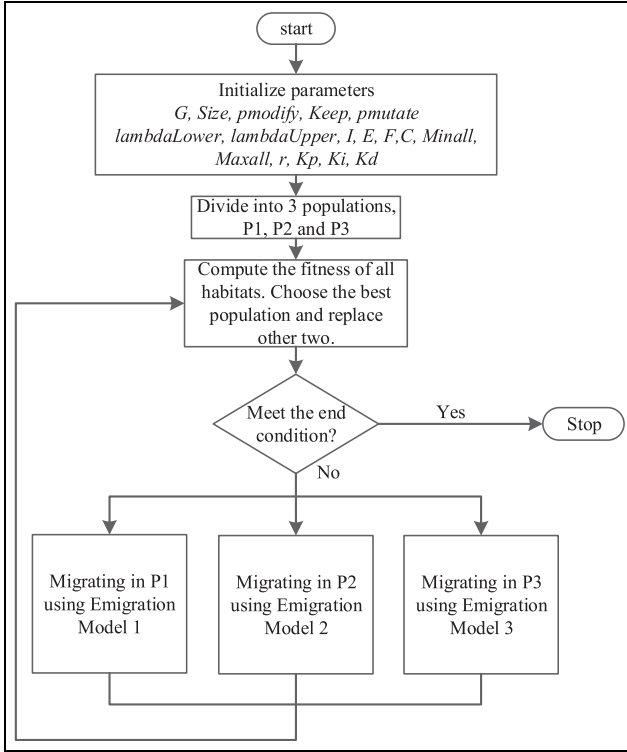 start
Initialize parameters
G, Size, pmodify, Keep, pmutate
lambdaLower, lambdaUpper, I, E, F,C, Minall,
Maxall, r, Kp, Ki, Kd
Divide into 3 populations,
P1, P2 and P3
Compute the fitness of all
habitats. Choose the best
population and replace
other two.
Meet the end
condition?
Yes
Stop
No
Migrating in P1
using Emigration
Model 1
Migrating in P2
using Emigration
Model 2
Migrating in P3
using Emigration
Model 3